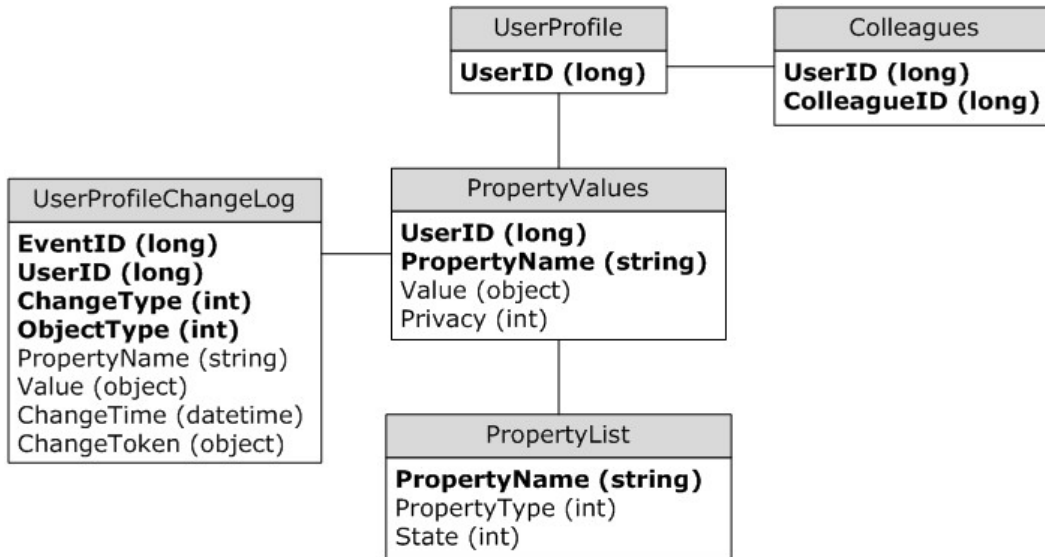 UserProfile
UserID (long)
Colleagues
UserID (long)
ColleagueID (long)
UserProfileChangeLog
EventID (long)
UserID (long)
ChangeType (int)
ObjectType (int)
PropertyName (string)
Value (object)
ChangeTime (datetime)
ChangeToken (object)
PropertyValues
UserID (long)
PropertyName (string)
Value (object)
Privacy (int)
PropertyList
PropertyName (string)
PropertyType (int)
State (int)